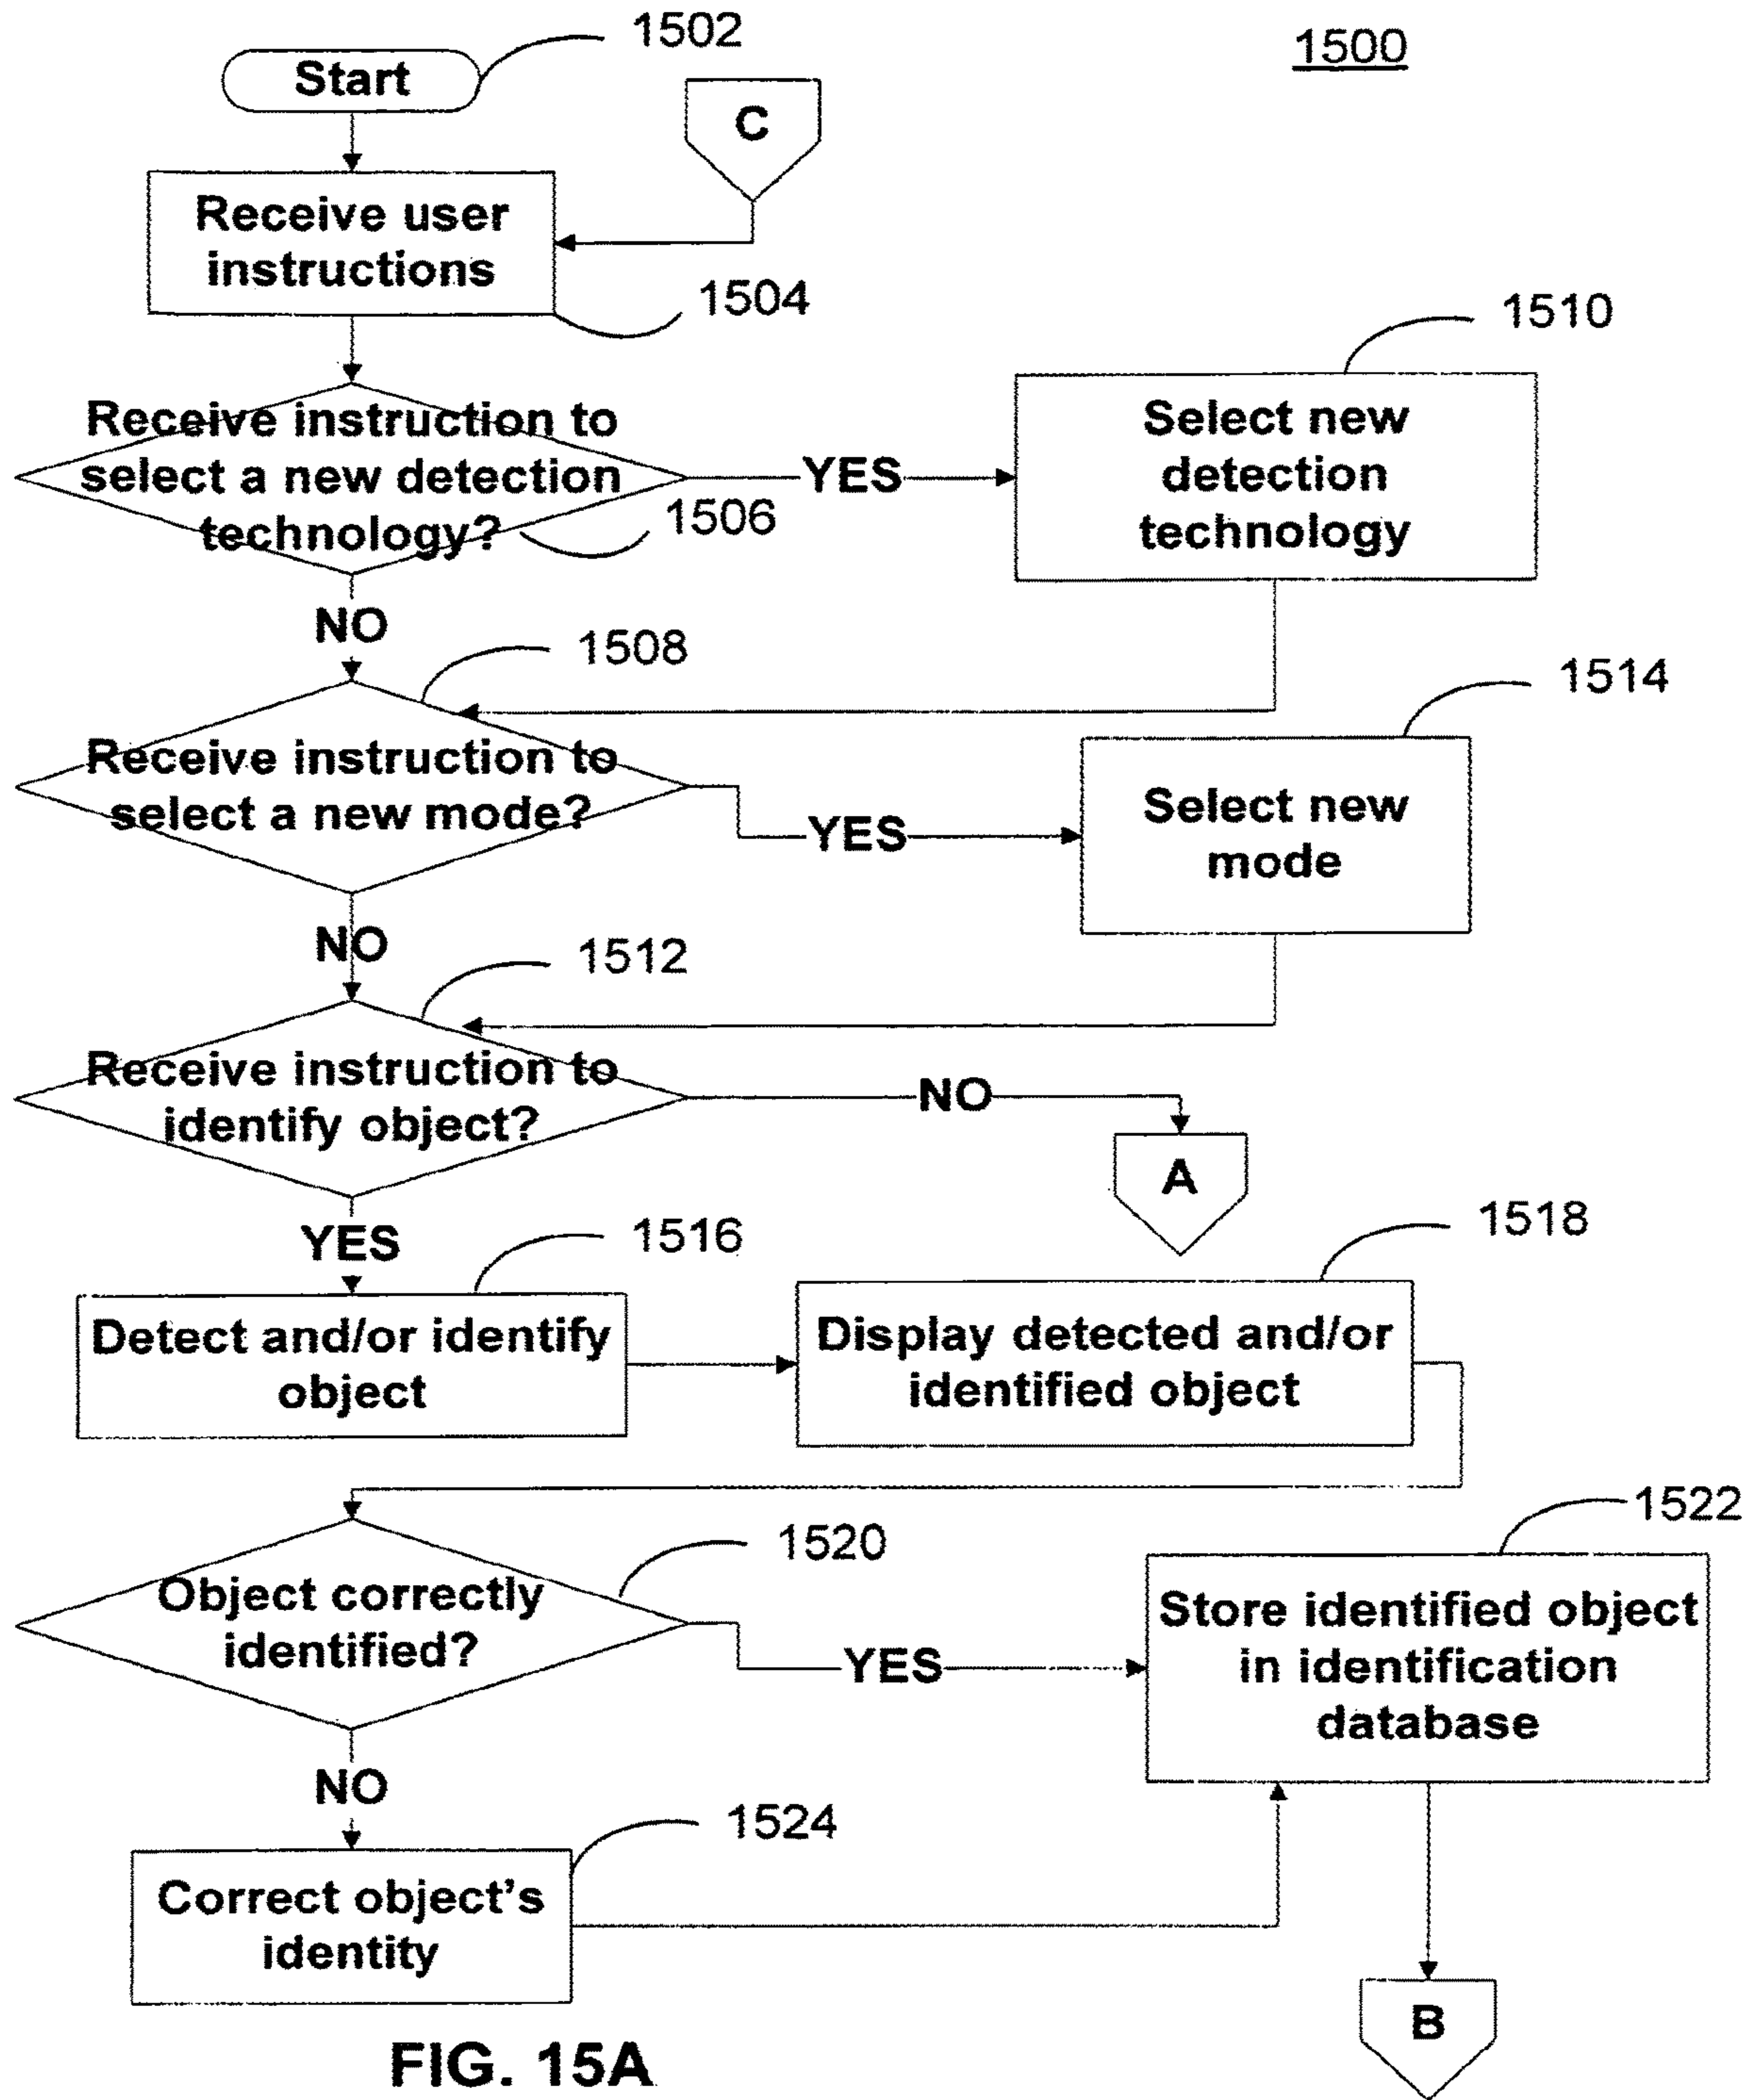 1502
1500
Start
C
Receive user
instructions
1504
1510
Receive instruction to
select a new detection
technology?
1506
YES
Select new
detection
technology
NO
1508
1514
Receive instruction to
select a new mode?
YES
Select new
mode
NO
1512
Receive instruction to
identify object?
NO
A
YES
1516
1518
Detect and/or identify
object
Display detected and/or
identified object
1520
1522
Object correctly
identified?
YES
Store identified object
in identification
database
NO
1524
Correct object's
identity
B
FIG. 15A